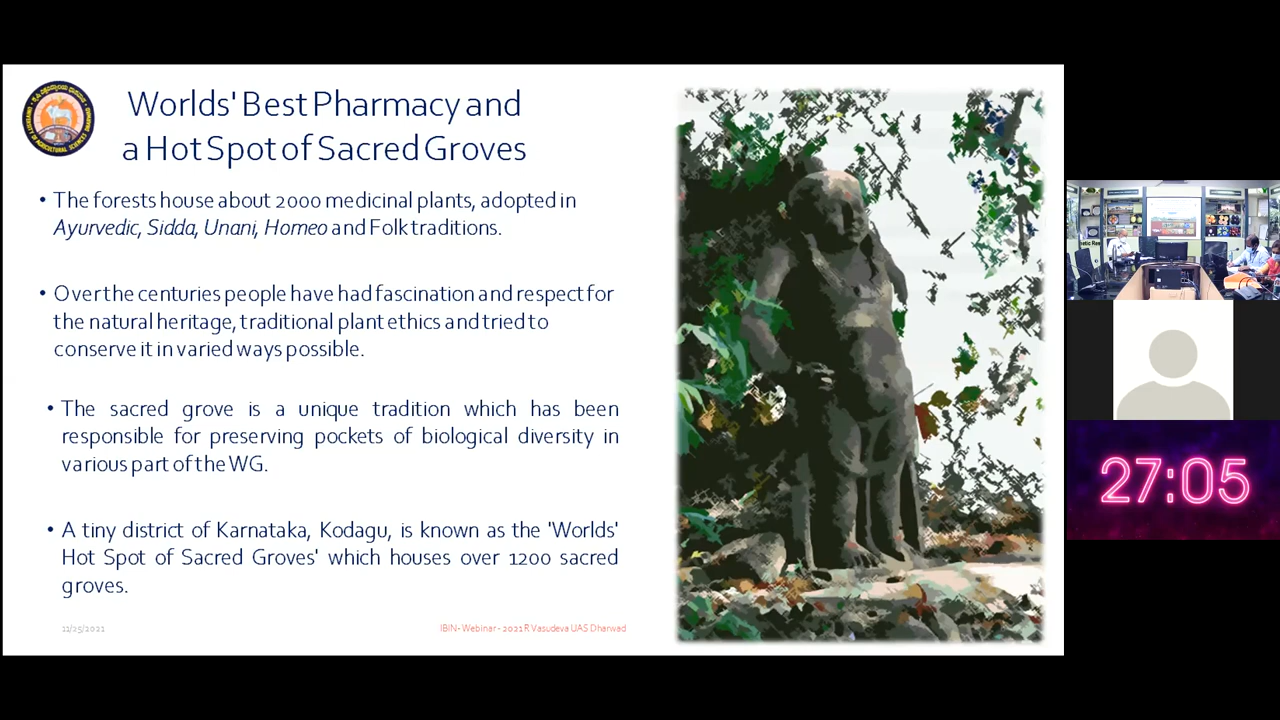 Worlds' Best Pharmacy and
a Hot Spot of Sacred Groves
• The forests house about 2000 medicinal plants, adopted in
Ayurvedic, Sidda, Unani, Homeo and Folk traditions.
• Over the centuries people have had fascination and respect for
the natural heritage, traditional plant ethics and tried to
conserve it in varied ways possible.
• The sacred grove is a unique tradition which has been
responsible for preserving pockets of biological diversity in
various part of the WG.
• A tiny district of Karnataka, Kodagu, is known as the 'Worlds'
Hot Spot of Sacred Groves' which houses over 1200 sacred
groves.
11/25/2021
IBIN-Webinar - 2021 R Vasudeva UAS Dharwad
27:05